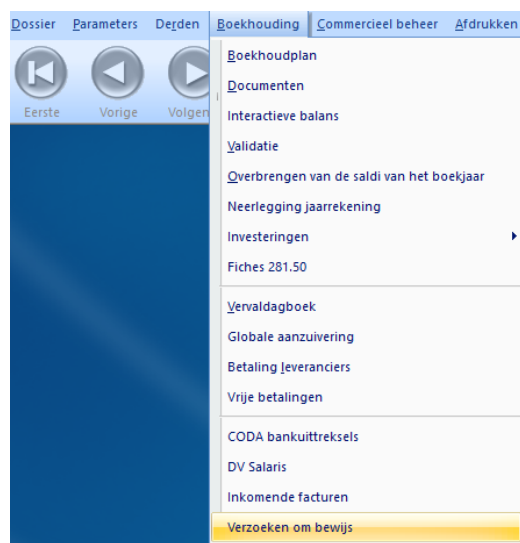 Dossier Parameters Derden Boekhouding Commercieel beheer Afdrukken
Eerste Vorige Volgen
Boekhoudplan
Documenten
Interactieve balans
Validatie
Overbrengen van de saldi van het boekjaar
Neerlegging jaarrekening
Investeringen
Fiches 281.50
Vervaldagboek
Globale aanzuivering
Betaling leveranciers
Vrije betalingen
CODA bankuittreksels
DV Salaris
Inkomende facturen
Verzoeken om bewijs